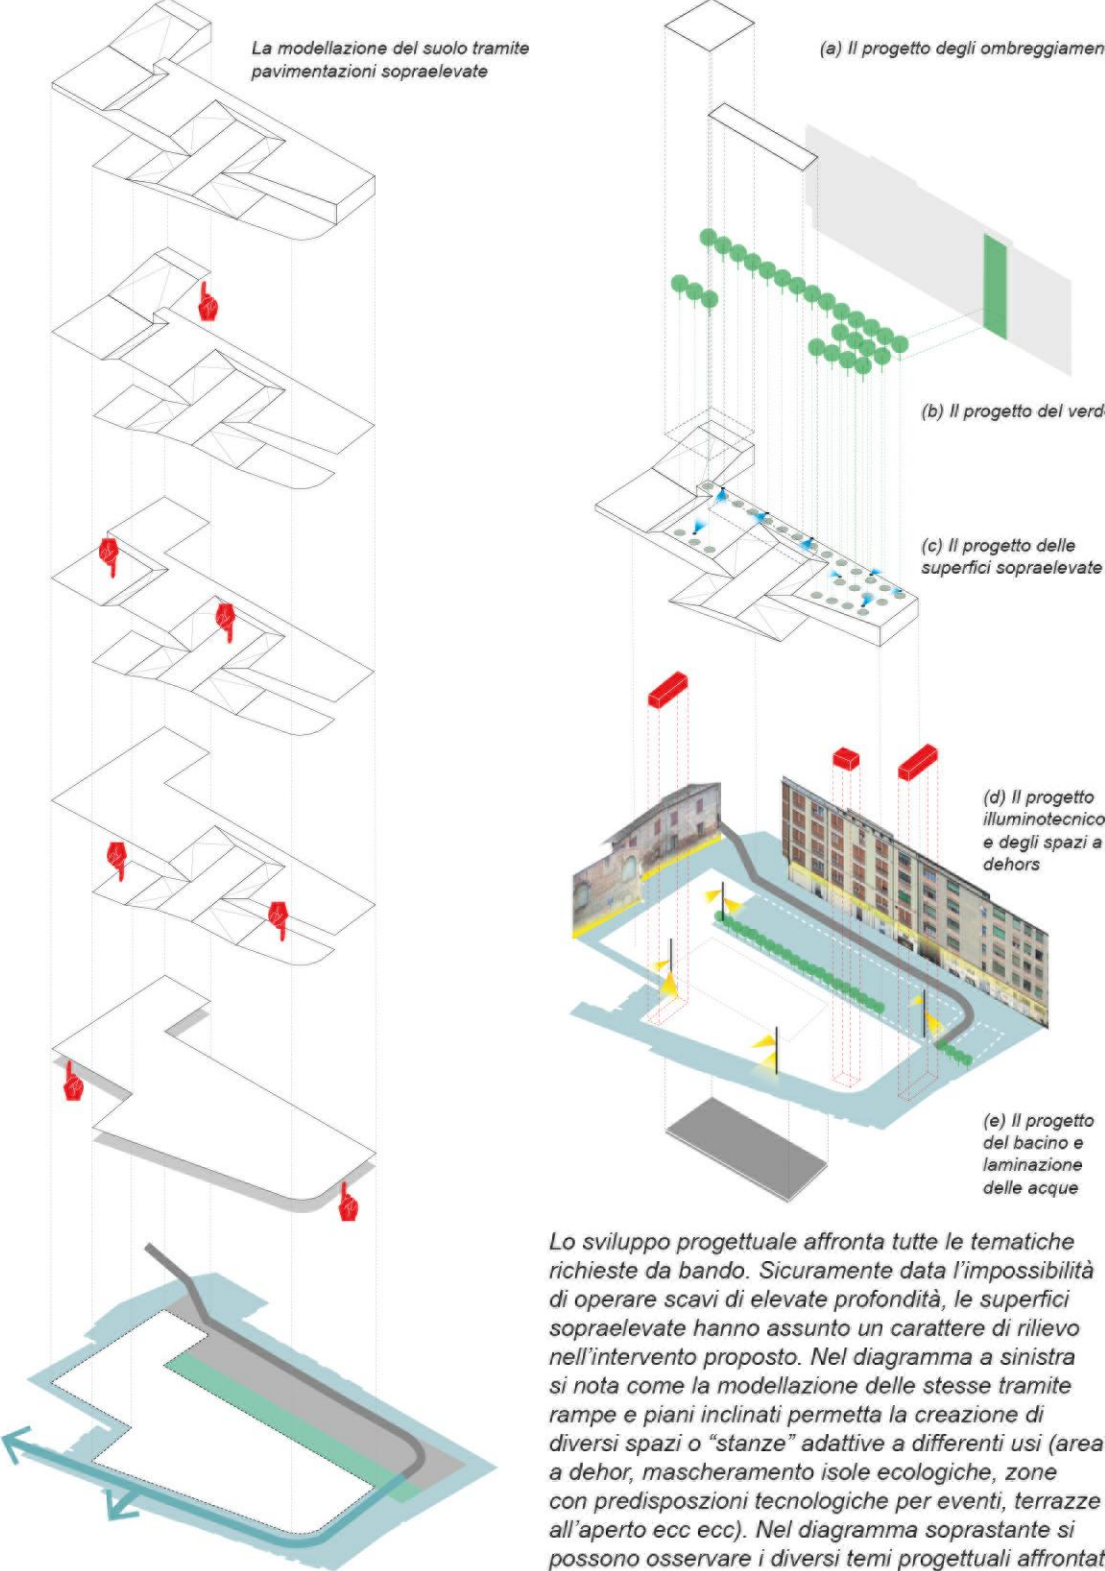 La modellazione del suolo tramite
pavimentazioni sopraelevate
(a) Il progetto degli
(b) Il progetto del
(c) Il progetto delle
superfici sopraelevate
(d) Il progetto
illuminotecnico
e degli spazi a
dehors
(e) Il progetto
del bacino e
laminazione
delle acque
Lo sviluppo progettuale affronta tutte le tematiche
richieste da bando. Sicuramente data l'impossibilità
di operare scavi di elevate profondità, le superfici
sopraelevate hanno assunto un carattere di rilievo
nell'intervento proposto. Nel diagramma a sinistra
si nota come la modellazione delle stesse tramite
rampe e piani inclinati permetta la creazione di
diversi spazi o “stanze” adattive a differenti usi (area
a dehor, mascheramento isole ecologiche, zone
con predisposzioni tecnologiche per eventi, terrazze
all'aperto ecc ecc). Nel diagramma soprastante si
possono osservare i diversi temi progettuali